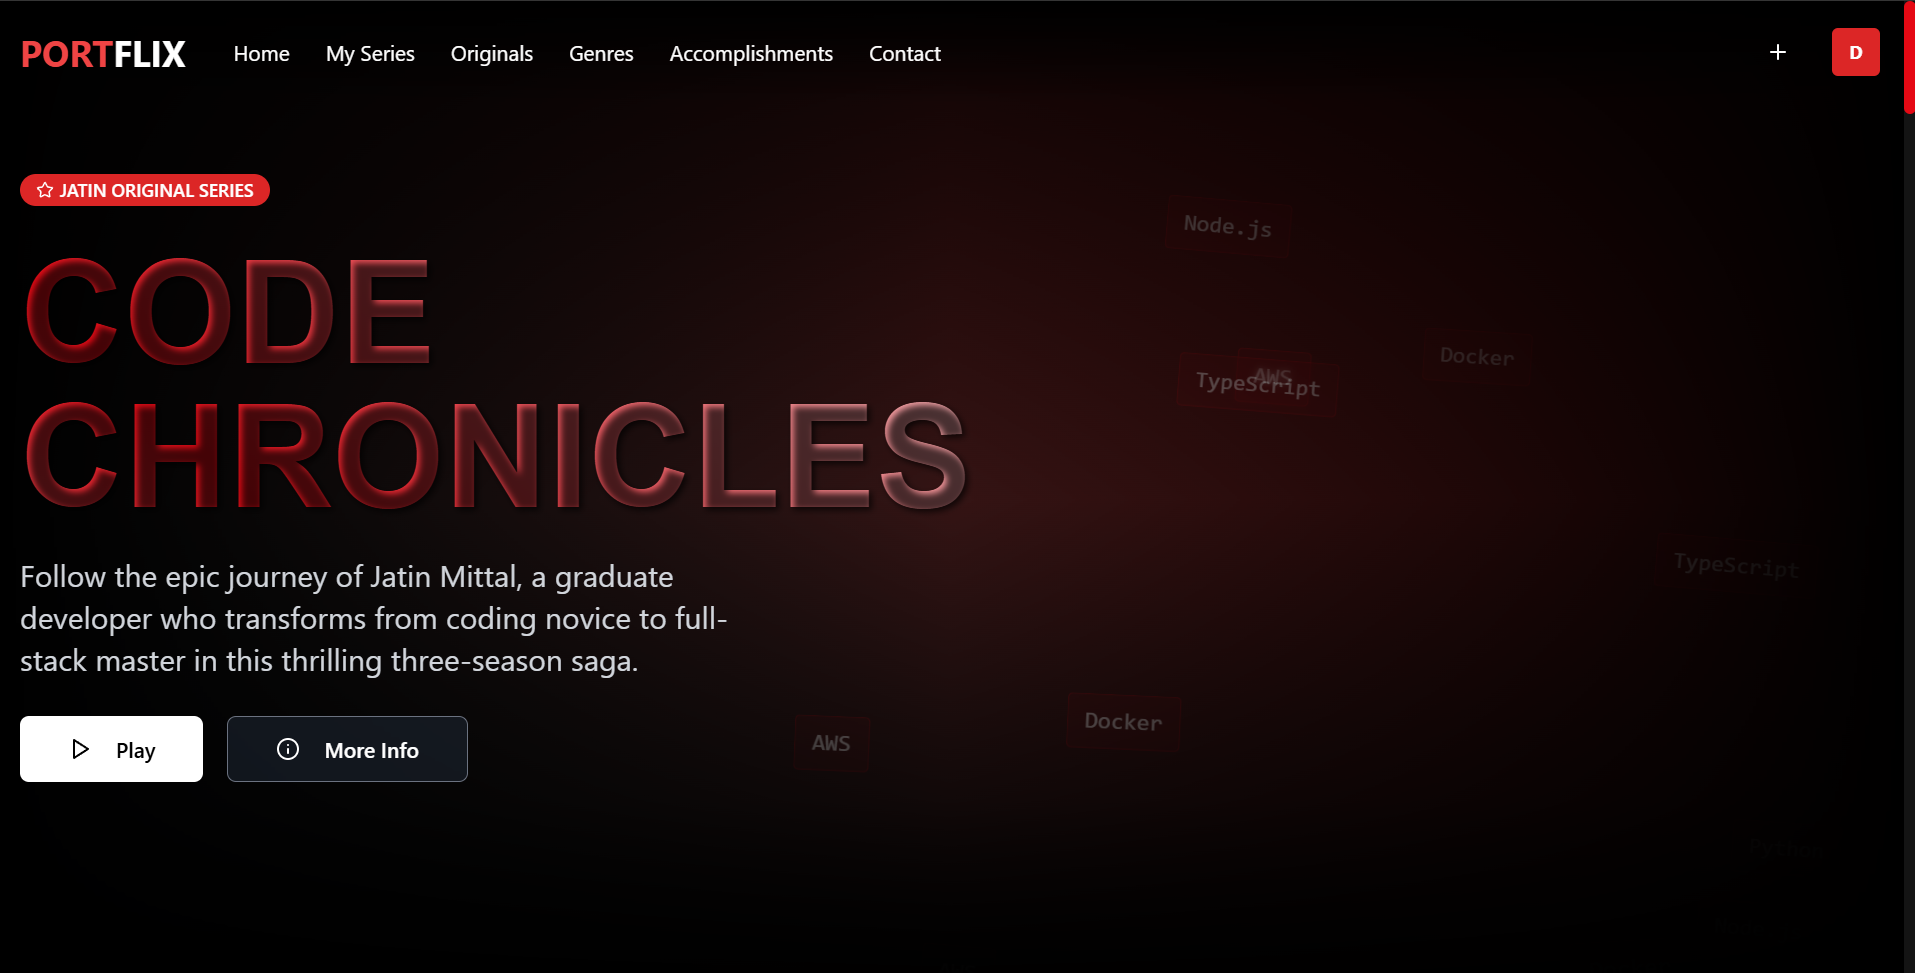 PORTFLIX Home My Series Originals Genres Accomplishments Contact + D
JATIN ORIGINAL SERIES
Node.js
CODE
Docker
AWS
TypeScript
CHRONICLES
TypeScript
Follow the epic journey of Jatin Mittal, a graduate
developer who transforms from coding novice to full-
stack master in this thrilling three-season saga.
Play More Info
Docker
AWS